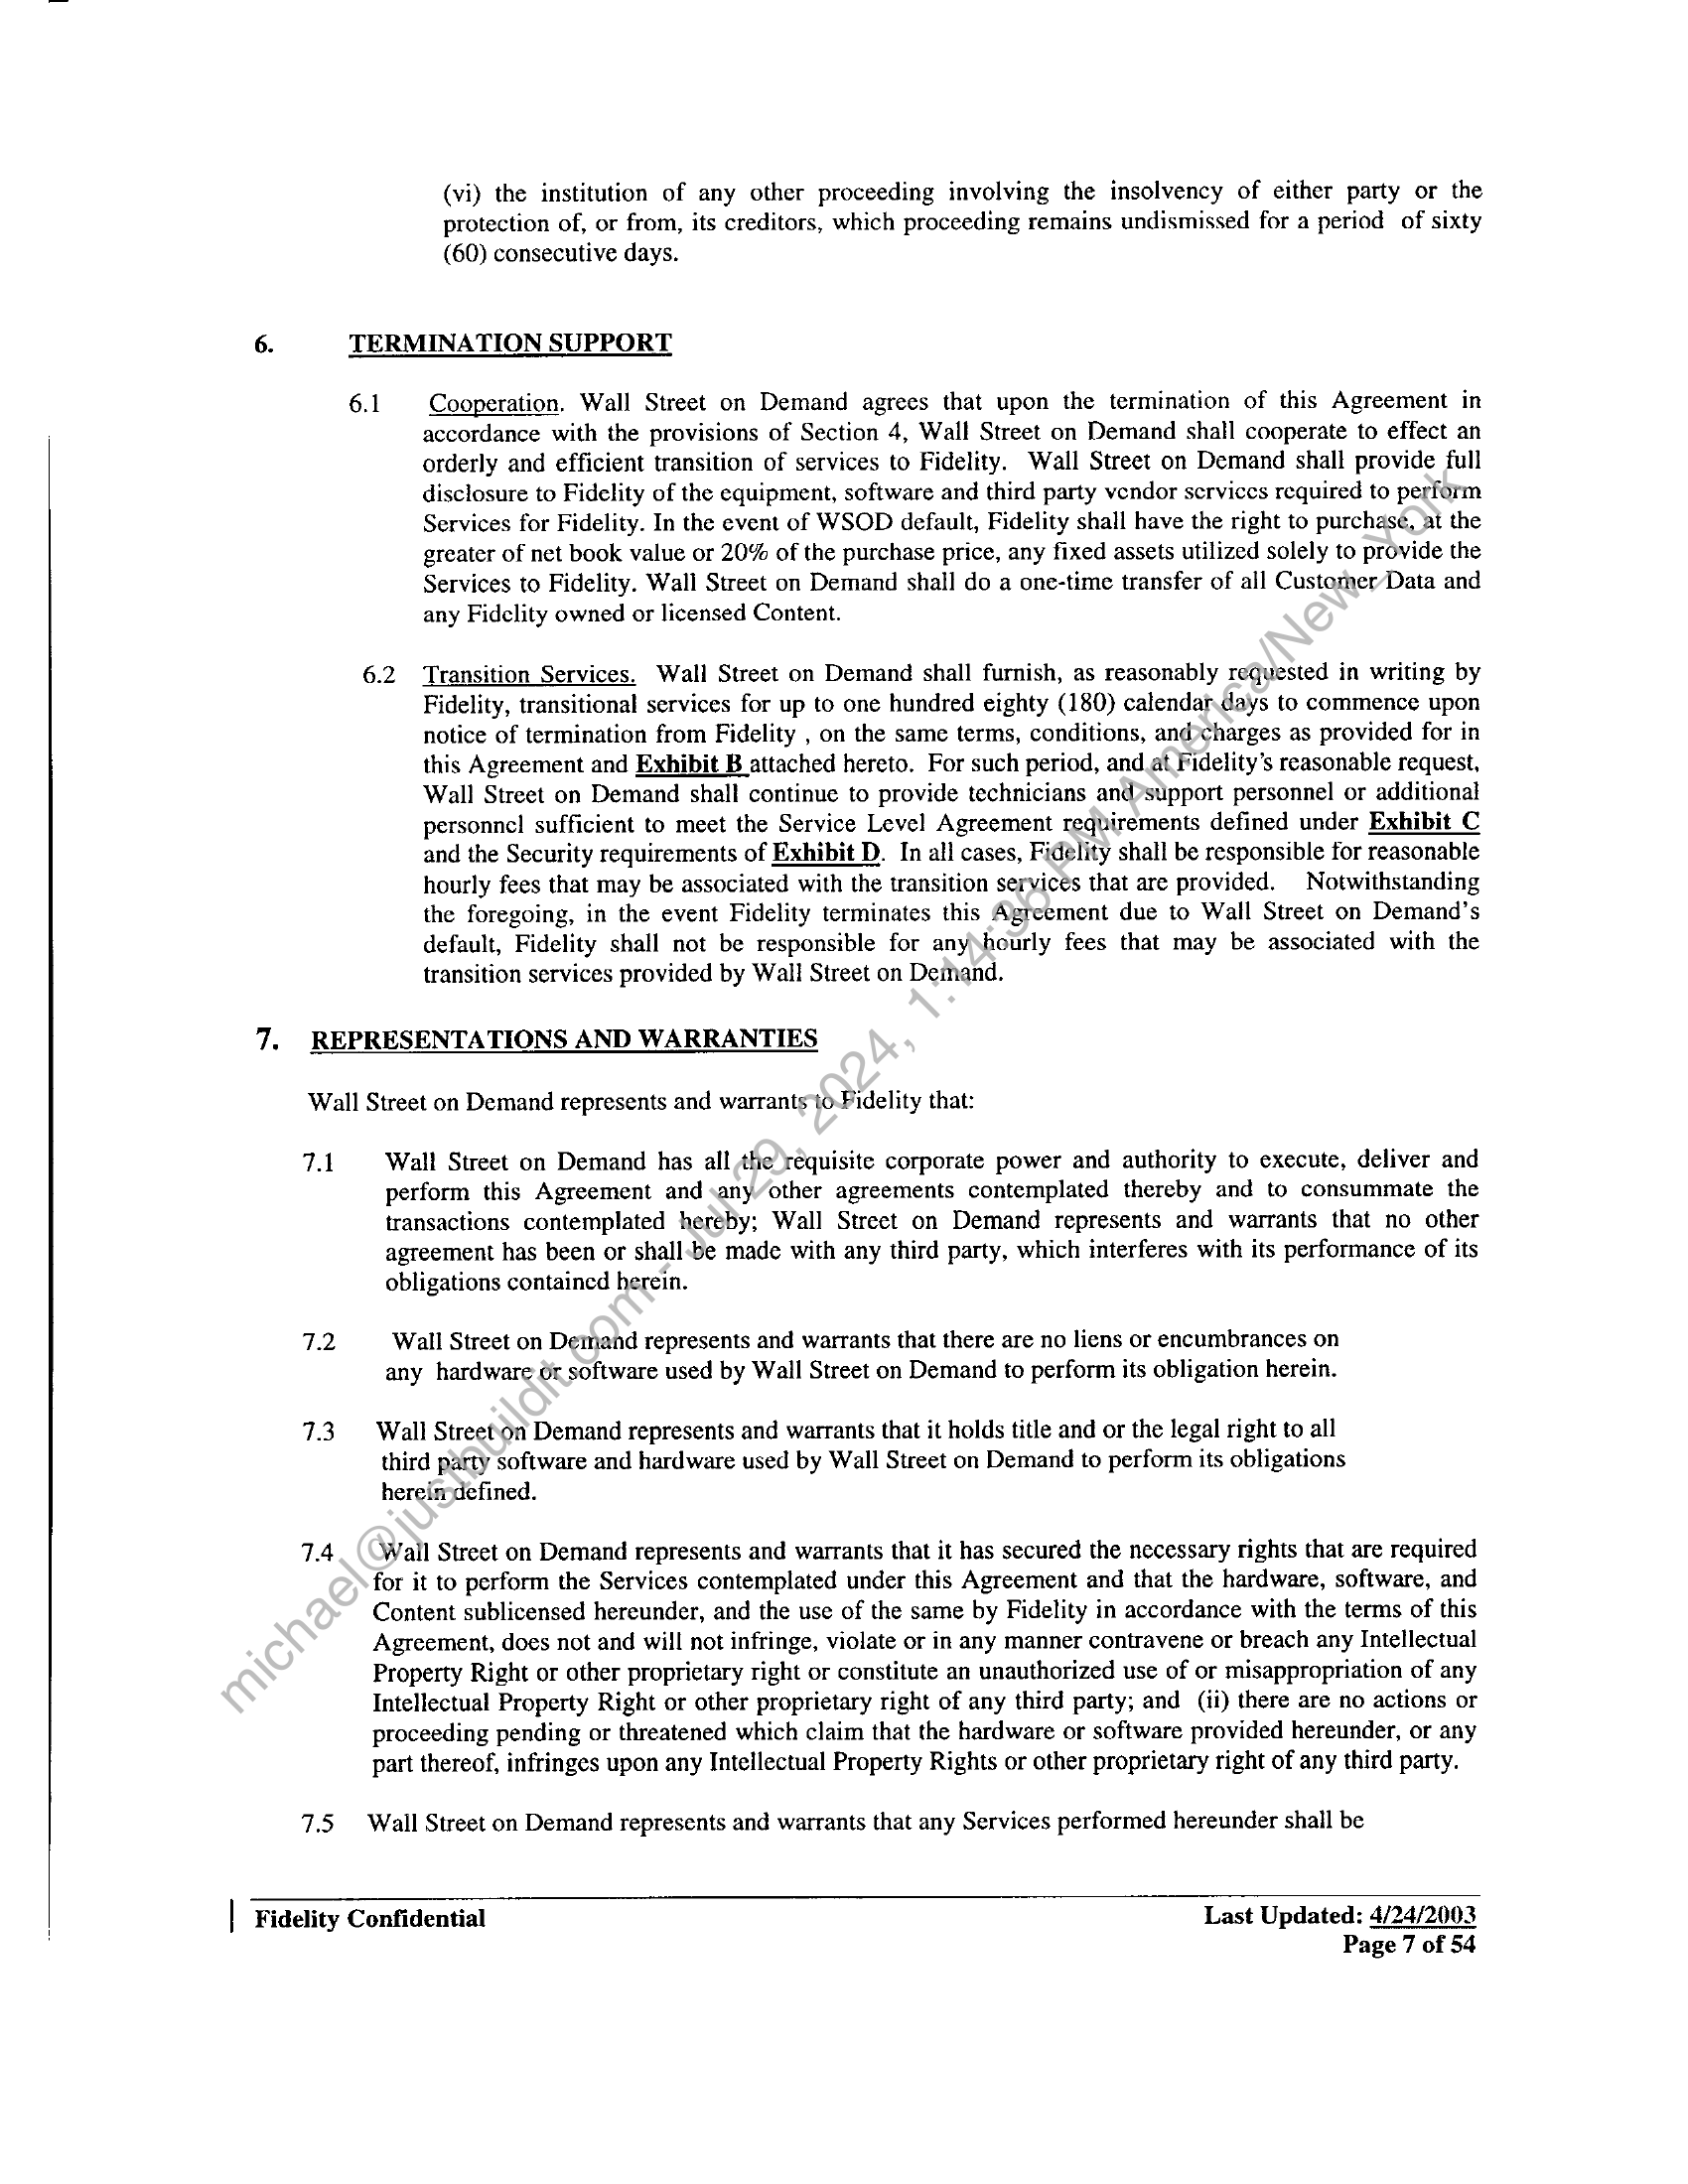 (vi) the institution of any other proceeding involving the insolvency of either party or the
protection of, or from, its creditors, which proceeding remains undismissed for a period of sixty
(60) consecutive days.
6. TERMINATION SUPPORT
6.1 Cooperation. Wall Street on Demand agrees that upon the termination of this Agreement in
accordance with the provisions of Section 4, Wall Street on Demand shall cooperate to effect an
orderly and efficient transition of services to Fidelity. Wall Street on Demand shall provide full
disclosure to Fidelity of the equipment, software and third party vendor services required to perform
Services for Fidelity. In the event of WSOD default, Fidelity shall have the right to purchase, at the
greater of net book value or 20% of the purchase price, any fixed assets utilized solely to provide the
Services to Fidelity. Wall Street on Demand shall do a one-time transfer of all Customer Data and
any Fidelity owned or licensed Content.
6.2 Transition Services. Wall Street on Demand shall furnish, as reasonably requested in writing by
Fidelity, transitional services for up to one hundred eighty (180) calendar days to commence upon
notice of termination from Fidelity , on the same terms, conditions, and charges as provided for in
this Agreement and Exhibit B attached hereto. For such period, and at Fidelity's reasonable request,
Wall Street on Demand shall continue to provide technicians and support personnel or additional
personnel sufficient to meet the Service Level Agreement requirements defined under Exhibit C
and the Security requirements of Exhibit D. In all cases, Fidelity shall be responsible for reasonable
hourly fees that may be associated with the transition services that are provided. Notwithstanding
the foregoing, in the event Fidelity terminates this Agreement due to Wall Street on Demand's
default, Fidelity shall not be responsible for any hourly fees that may be associated with the
transition services provided by Wall Street on Demand.
7. REPRESENTATIONS AND WARRANTIES
Wall Street on Demand represents and warrants to Fidelity that:
7.1 Wall Street on Demand has all the requisite corporate power and authority to execute, deliver and
perform this Agreement and any other agreements contemplated thereby and to consummate the
transactions contemplated hereby; Wall Street on Demand represents and warrants that no other
agreement has been or shall be made with any third party, which interferes with its performance of its
obligations contained herein.
7.2 Wall Street on Demand represents and warrants that there are no liens or encumbrances on
any hardware or software used by Wall Street on Demand to perform its obligation herein.
7.3 Wall Street on Demand represents and warrants that it holds title and or the legal right to all
third party software and hardware used by Wall Street on Demand to perform its obligations
herein defined.
7.4 Wall Street on Demand represents and warrants that it has secured the necessary rights that are required
for it to perform the Services contemplated under this Agreement and that the hardware, software, and
Content sublicensed hereunder, and the use of the same by Fidelity in accordance with the terms of this
Agreement, does not and will not infringe, violate or in any manner contravene or breach any Intellectual
Property Right or other proprietary right or constitute an unauthorized use of or misappropriation of any
Intellectual Property Right or other proprietary right of any third party; and (ii) there are no actions or
proceeding pending or threatened which claim that the hardware or software provided hereunder, or any
part thereof, infringes upon any Intellectual Property Rights or other proprietary right of any third party.
7.5 Wall Street on Demand represents and warrants that any Services performed hereunder shall be
Fidelity Confidential
Last Updated: 4/24/2003
Page 7 of 54
michael@justbuildit.com - Jul 29, 2024, 1:14:36 PM America/New_York